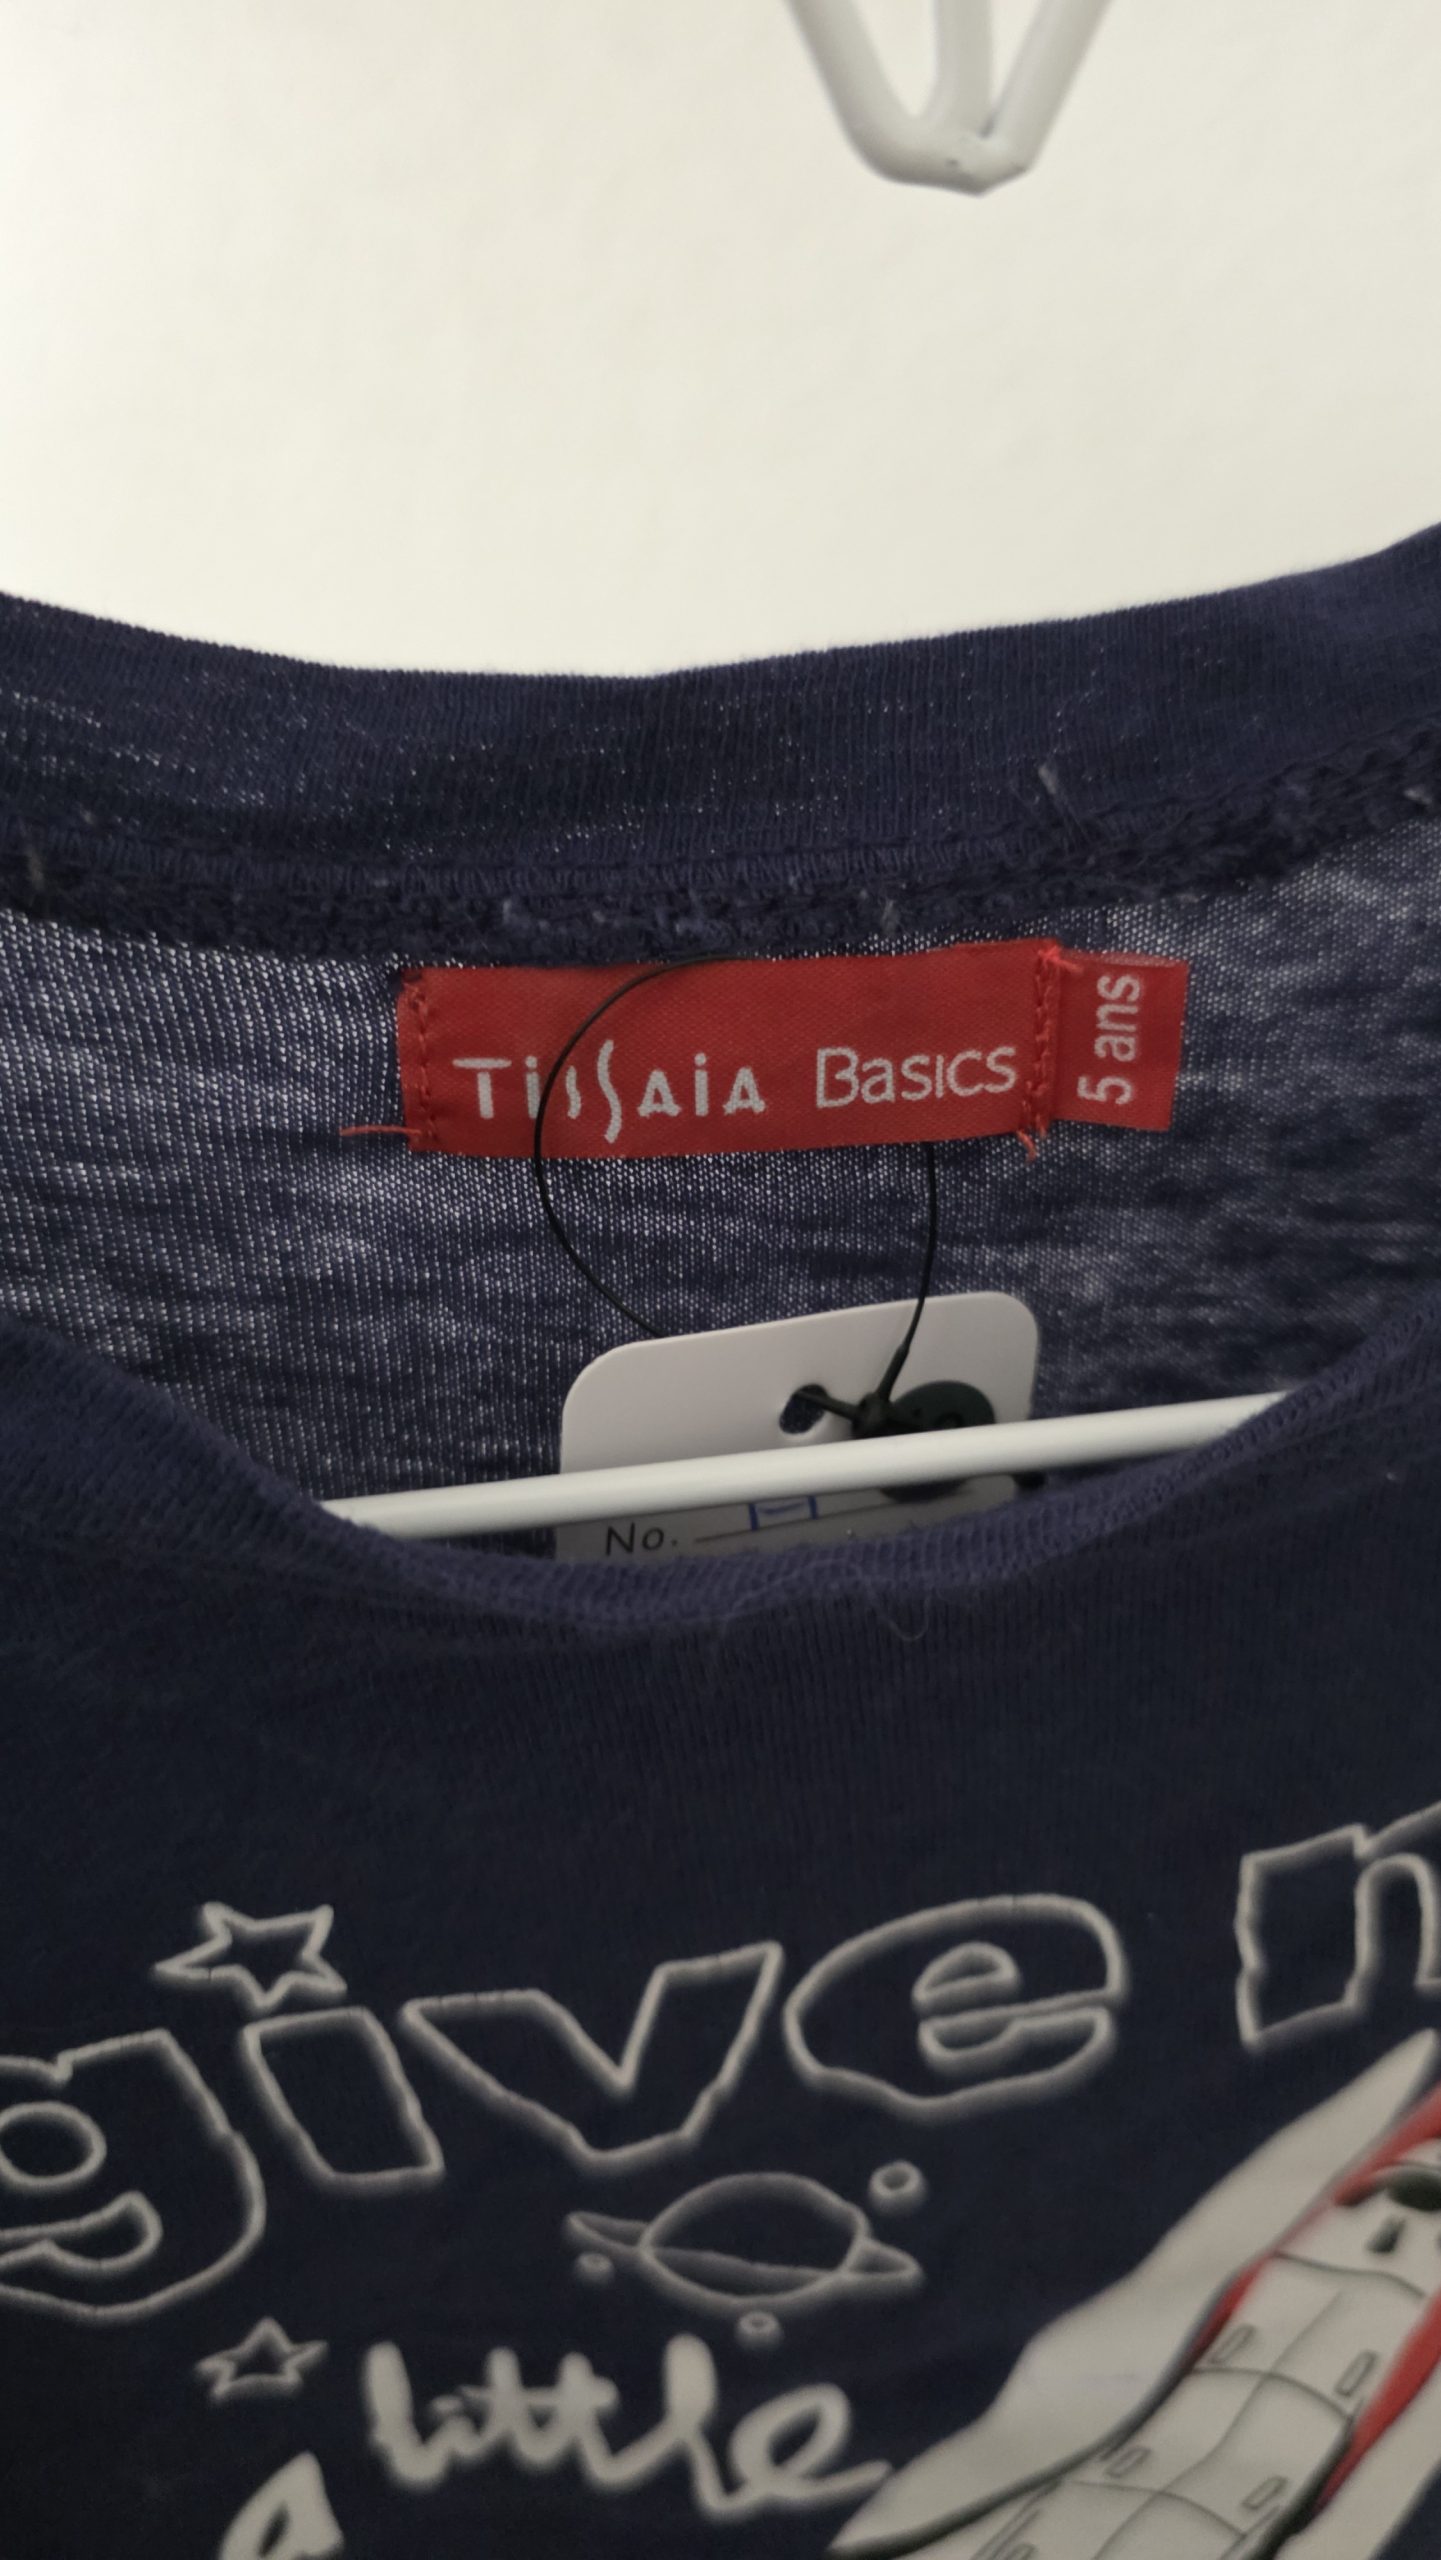 TissAiA Basics
5 ans
No.
give
a little